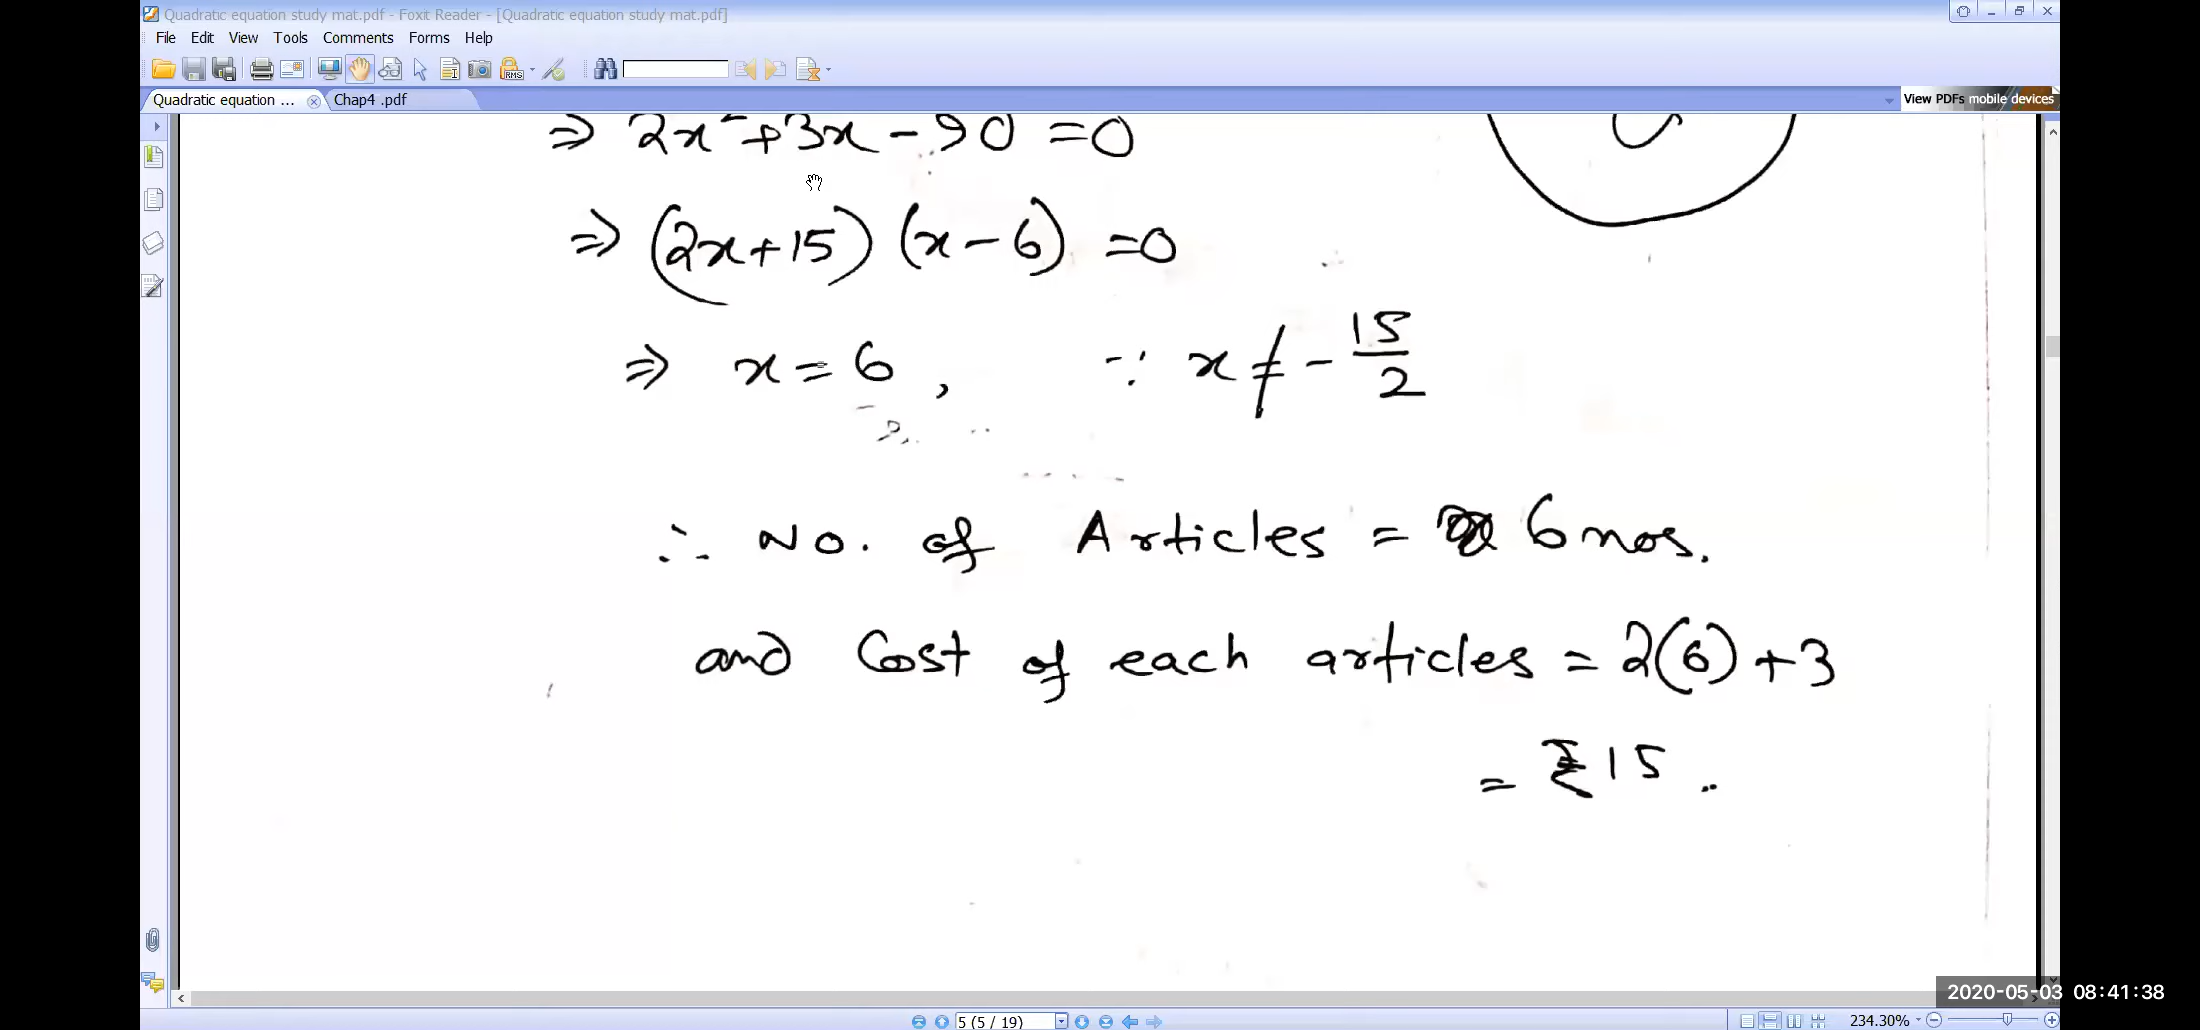 Quadratic equation study mat.pdf - Foxit Reader - [Quadratic equation study mat.pdf]
File Edit View Tools Comments Forms Help
RMS
Quadratic equation ... Chap4 .pdf View PDFs mobile devices
⇒ 2x² + 3x - 90 = 0
⇒ (2x+15) (x-6) = 0
⇒ x = 6, ∵ x ≠ - 15/2
∴ No. of Articles = 6 nos.
and Cost of each articles = 2(6) + 3
= ₹15.
2020-05-03 08:41:38
5 (5 / 19) 234.30%